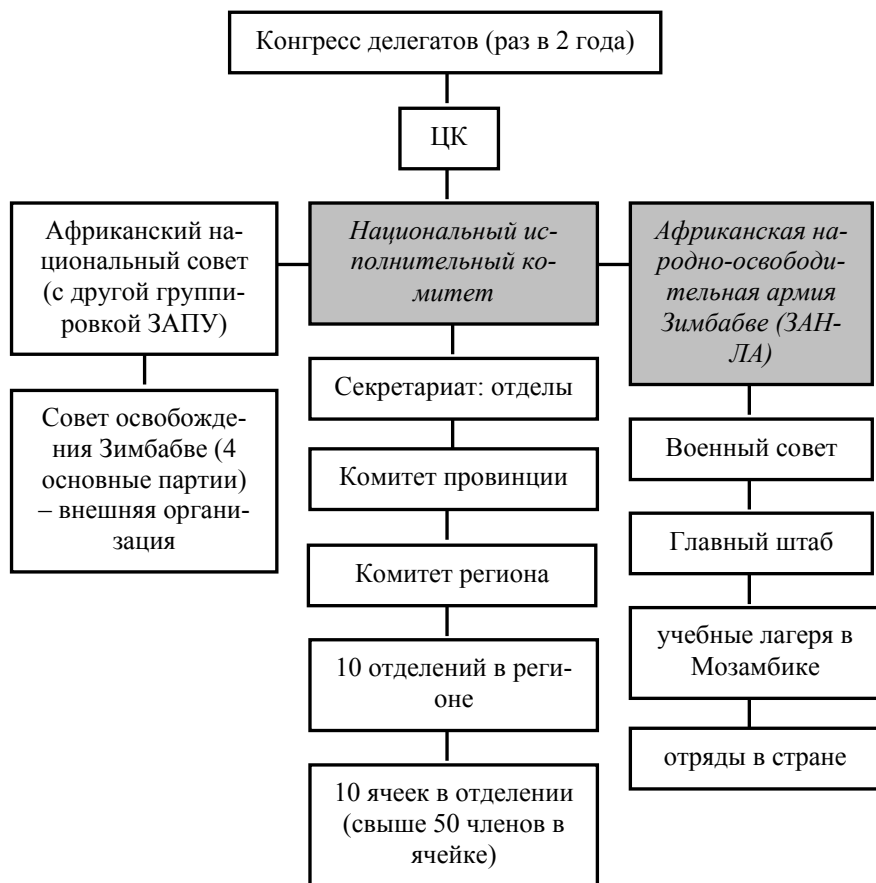 Конгресс делегатов (раз в 2 года)
ЦК
Африканский на-
циональный совет
(с другой группи-
ровкой ЗАПУ)
Совет освобожде-
ния Зимбабве (4
основные партии)
– внешняя органи-
зация
Национальный ис-
полнительный ко-
митет
Секретариат: отделы
Комитет провинции
Комитет региона
10 отделений в реги-
оне
10 ячеек в отделении
(свыше 50 членов в
ячейке)
Африканская на-
родно-освободи-
тельная армия
Зимбабве (ЗАН-
ЛА)
Военный совет
Главный штаб
учебные лагеря в
Мозамбике
отряды в стране